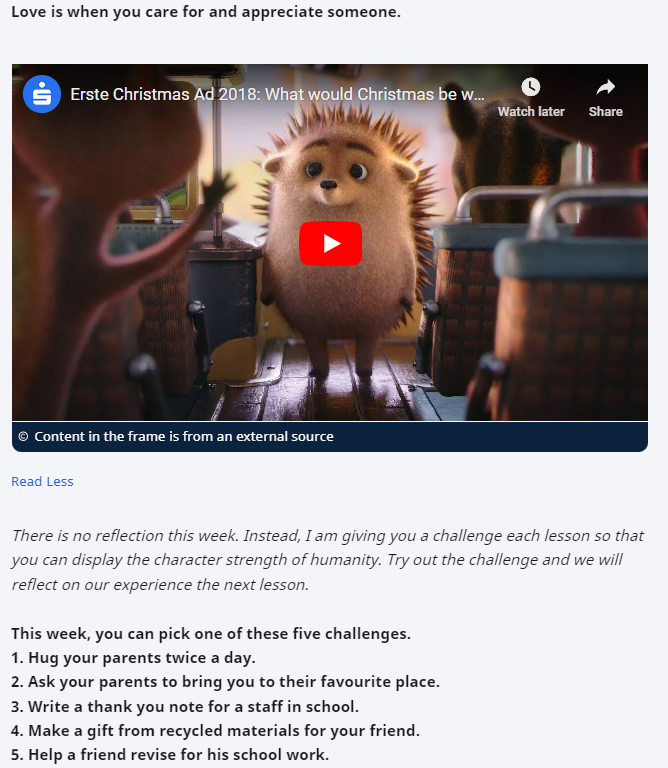 Love is when you care for and appreciate someone.
Erste Christmas Ad 2018: What would Christmas be w...
Watch later
Share
© Content in the frame is from an external source
Read Less
There is no reflection this week. Instead, I am giving you a challenge each lesson so that
you can display the character strength of humanity. Try out the challenge and we will
reflect on our experience the next lesson.
This week, you can pick one of these five challenges.
1. Hug your parents twice a day.
2. Ask your parents to bring you to their favourite place.
3. Write a thank you note for a staff in school.
4. Make a gift from recycled materials for your friend.
5. Help a friend revise for his school work.